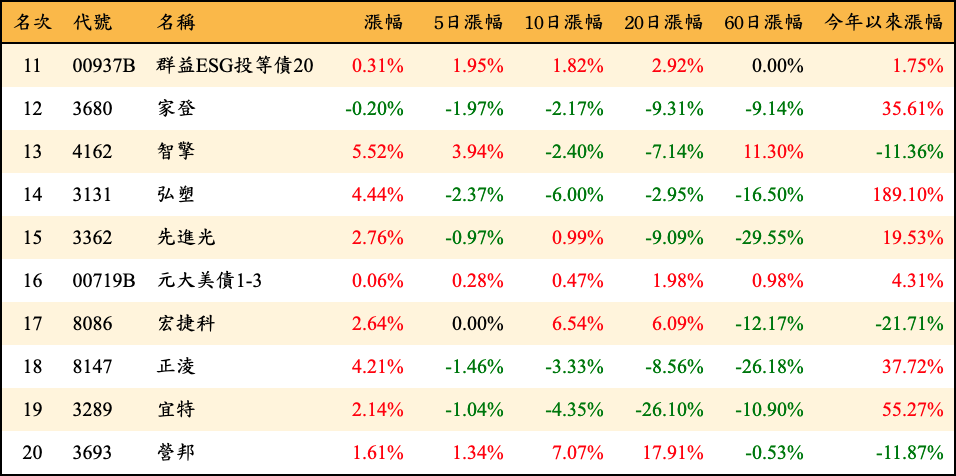 名次 代號 名稱 漲幅 5日漲幅 10日漲幅 20日漲幅 60日漲幅 今年以來漲幅
11 00937B 群益ESG投等債20 0.31% 1.95% 1.82% 2.92% 0.00% 1.75%
12 3680 家登 -0.20% -1.97% -2.17% -9.31% -9.14% 35.61%
13 4162 智擎 5.52% 3.94% -2.40% -7.14% 11.30% -11.36%
14 3131 弘塑 4.44% -2.37% -6.00% -2.95% -16.50% 189.10%
15 3362 先進光 2.76% -0.97% 0.99% -9.09% -29.55% 19.53%
16 00719B 元大美債1-3 0.06% 0.28% 0.47% 1.98% 0.98% 4.31%
17 8086 宏捷科 2.64% 0.00% 6.54% 6.09% -12.17% -21.71%
18 8147 正淩 4.21% -1.46% -3.33% -8.56% -26.18% 37.72%
19 3289 宜特 2.14% -1.04% -4.35% -26.10% -10.90% 55.27%
20 3693 營邦 1.61% 1.34% 7.07% 17.91% -0.53% -11.87%